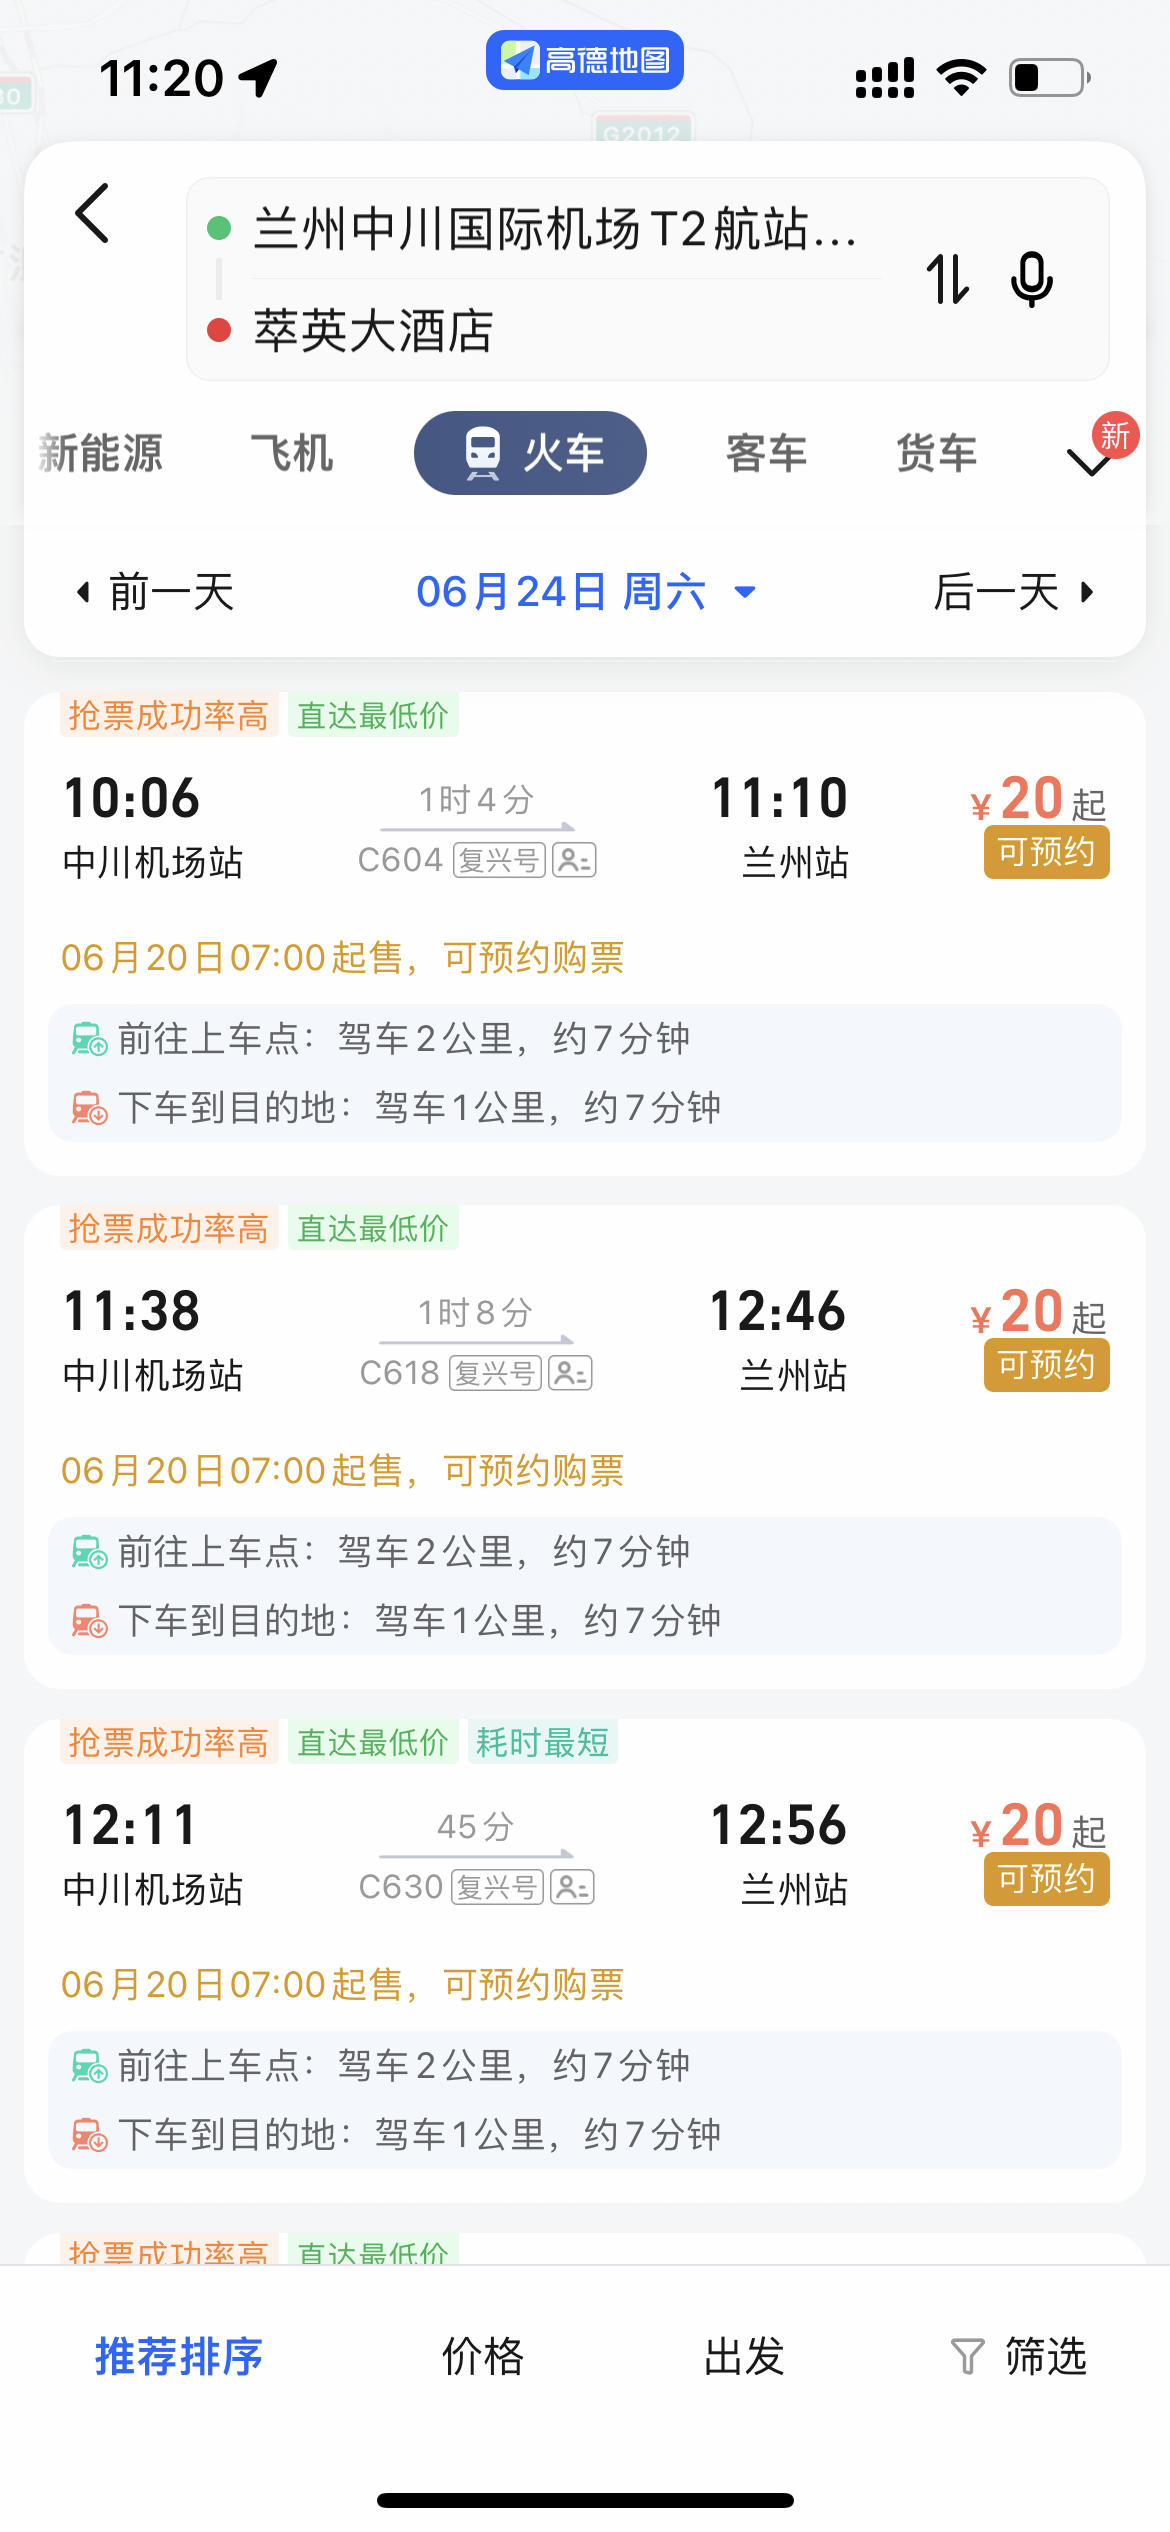 11:20
高德地图
G2012
兰州中川国际机场T2航站...
萃英大酒店
新能源 飞机 火车 客车 货车 新
前一天 06月24日 周六 后一天
抢票成功率高 直达最低价
10:06 1时4分 11:10 ¥20起
中川机场站 C604 复兴号 兰州站 可预约
06月20日07:00起售，可预约购票
前往上车点：驾车2公里，约7分钟
下车到目的地：驾车1公里，约7分钟
抢票成功率高 直达最低价
11:38 1时8分 12:46 ¥20起
中川机场站 C618 复兴号 兰州站 可预约
06月20日07:00起售，可预约购票
前往上车点：驾车2公里，约7分钟
下车到目的地：驾车1公里，约7分钟
抢票成功率高 直达最低价 耗时最短
12:11 45分 12:56 ¥20起
中川机场站 C630 复兴号 兰州站 可预约
06月20日07:00起售，可预约购票
前往上车点：驾车2公里，约7分钟
下车到目的地：驾车1公里，约7分钟
抢票成功率高 直达最低价
推荐排序 价格 出发 筛选